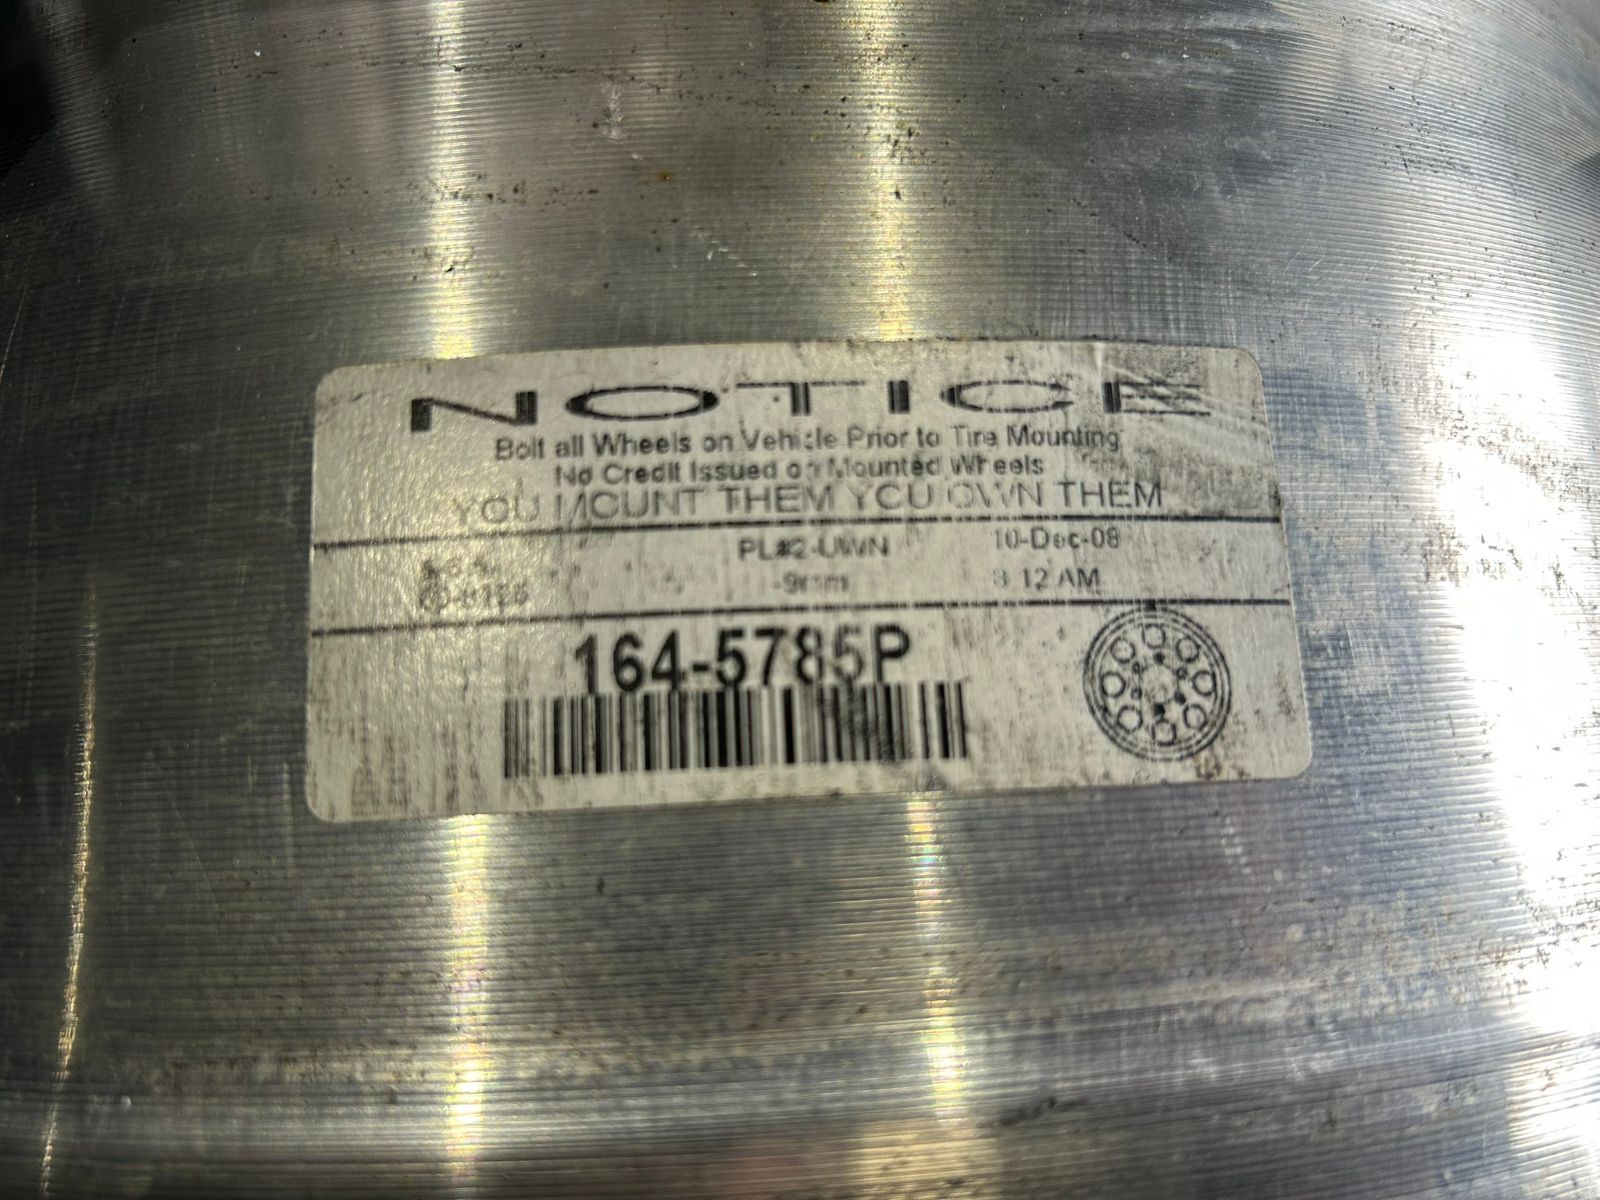 NOTICE
Bolt all Wheels on Vehicle Prior to Tire Mounting
No Credit Issued on Mounted Wheels
YOU MOUNT THEM YOU OWN THEM
PL#2-UWN 10-Dec-08
-9mm 12 AM
164-5785P